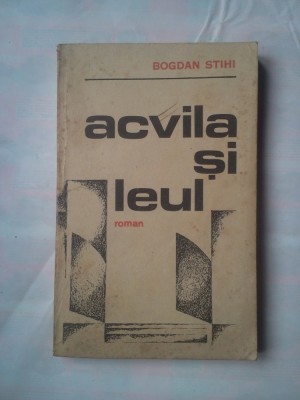 BOGDAN STIHI
acvila
și
leul
roman